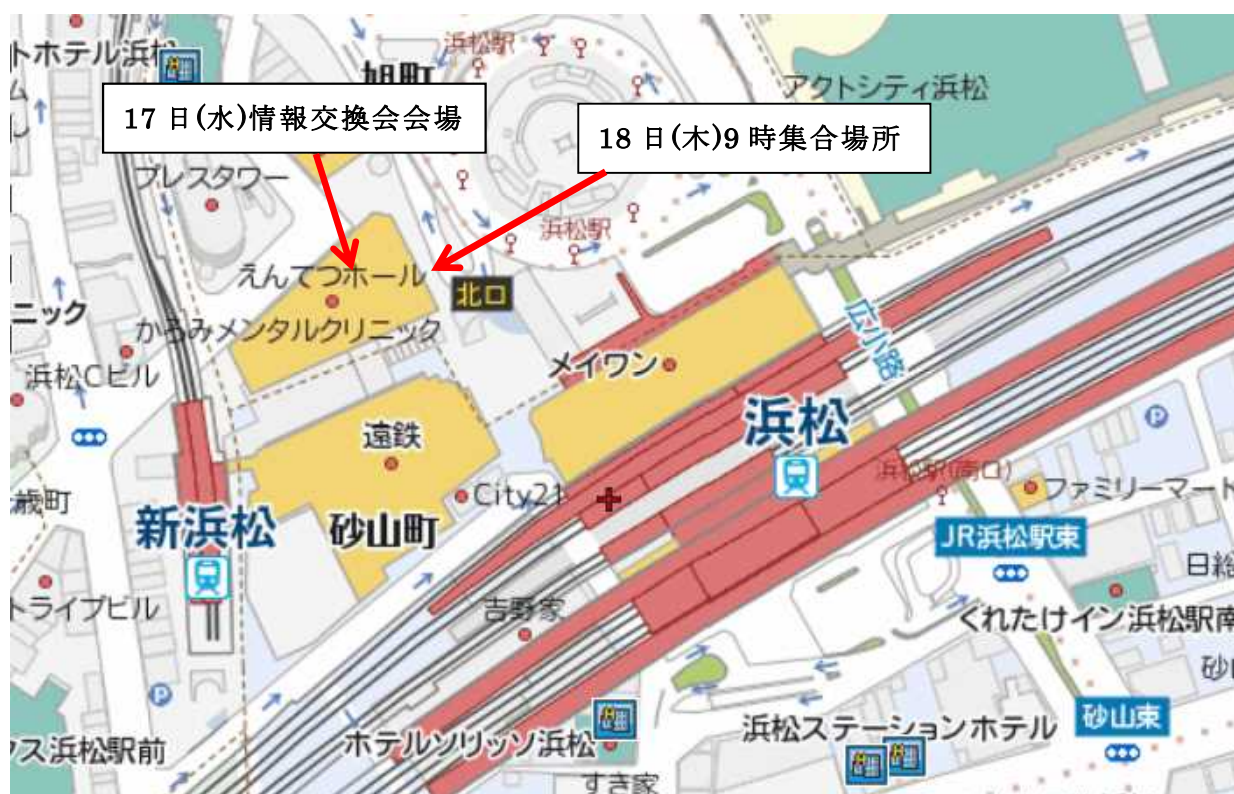 浜松駅
トホテル浜松
旭町
アクトシティ浜松
17日(水)情報交換会会場
18日(木)9時集合場所
プレスタワー
浜松駅
えんてつホール
北口
ニック
かろみメンタルクリニック
広小路
浜松Cビル
メイワン
遠鉄
浜松
浜松駅(南口)
City21
ファミリーマート
歳町
新浜松
砂山町
JR浜松駅東
日総
トライブビル
吉野家
くれたけイン浜松駅南
砂山
浜松ステーションホテル
砂山東
クス浜松駅前
ホテルソリッソ浜松
すき家